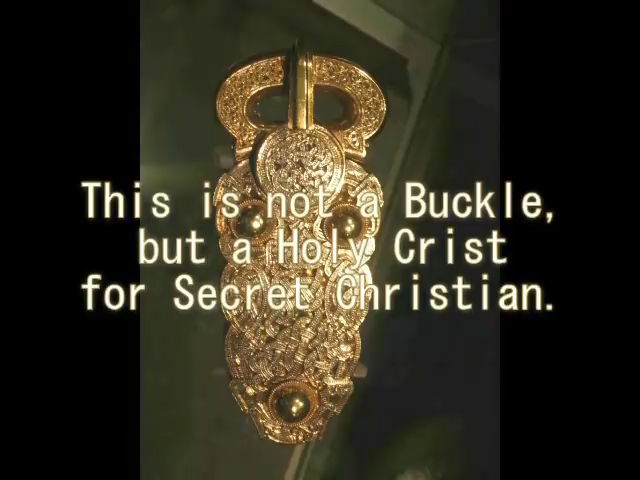 This is not a Buckle,
but a Holy Crist
for Secret Christian.